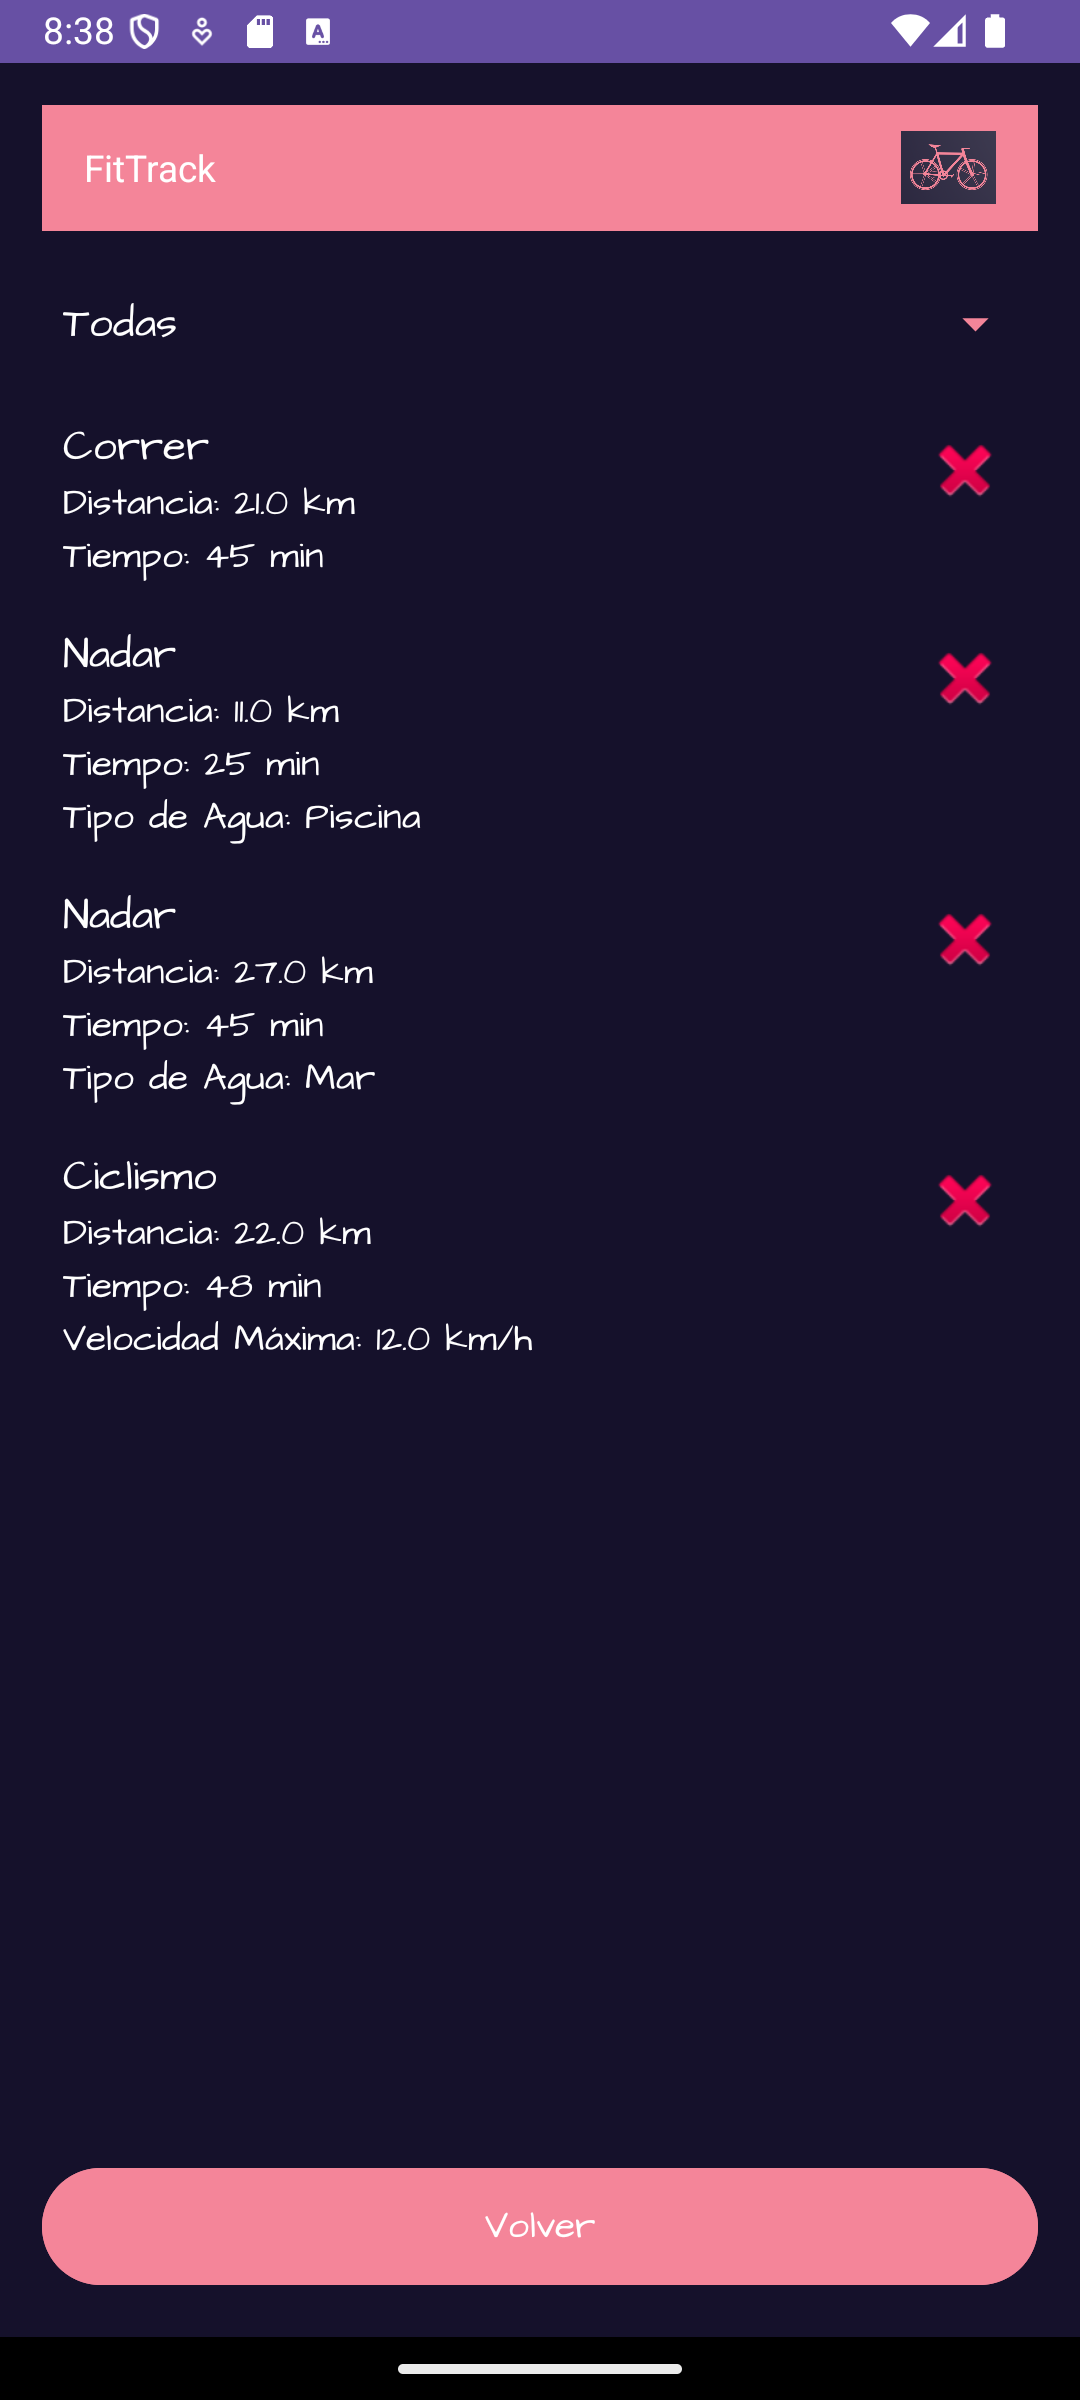 8:38
FitTrack
Todas
Correr
Distancia: 21.0 km
Tiempo: 45 min
Nadar
Distancia: 11.0 km
Tiempo: 25 min
Tipo de Agua: Piscina
Nadar
Distancia: 27.0 km
Tiempo: 45 min
Tipo de Agua: Mar
Ciclismo
Distancia: 22.0 km
Tiempo: 48 min
Velocidad Máxima: 12.0 km/h
Volver